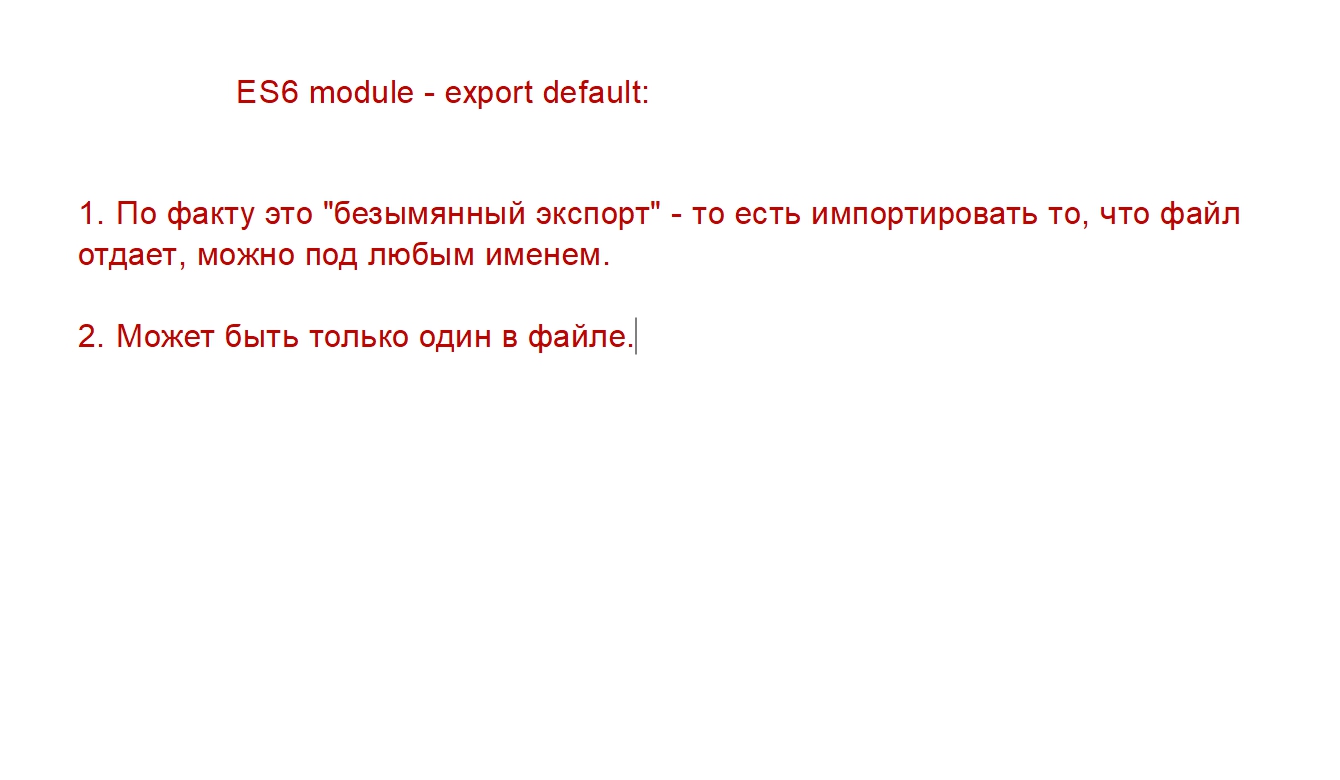 ES6 module - export default:
1. По факту это "безымянный экспорт" - то есть импортировать то, что файл
отдает, можно под любым именем.
2. Может быть только один в файле.